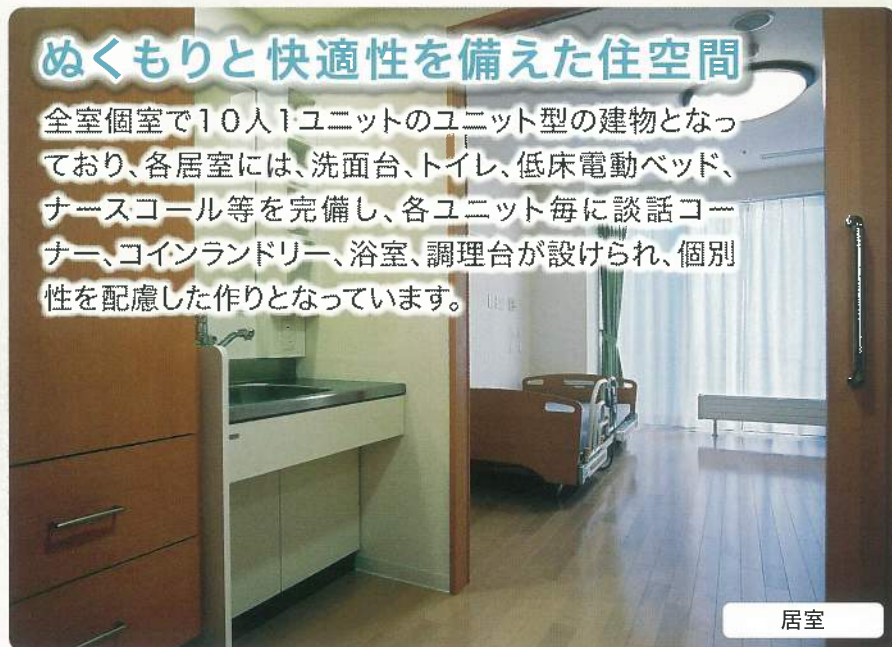 ぬくもりと快適性を備えた住空間
全室個室で10人1ユニットのユニット型の建物となっ
ており、各居室には、洗面台、トイレ、低床電動ベッド、
ナースコール等を完備し、各ユニット毎に談話コー
ナー、コインランドリー、浴室、調理台が設けられ、個別
性を配慮した作りとなっています。
居室